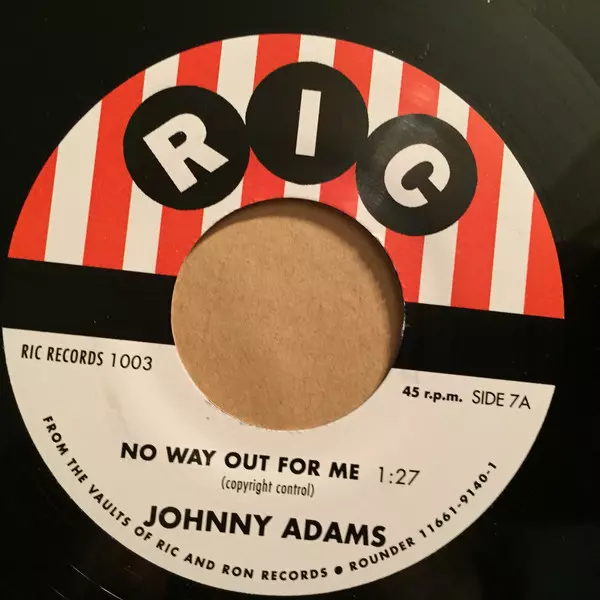 RIC
RIC RECORDS 1003
45 r.p.m. SIDE 7A
NO WAY OUT FOR ME 1:27
(copyright control)
JOHNNY ADAMS
FROM THE VAULTS OF RIC AND RON RECORDS • ROUNDER 11661-9140-1